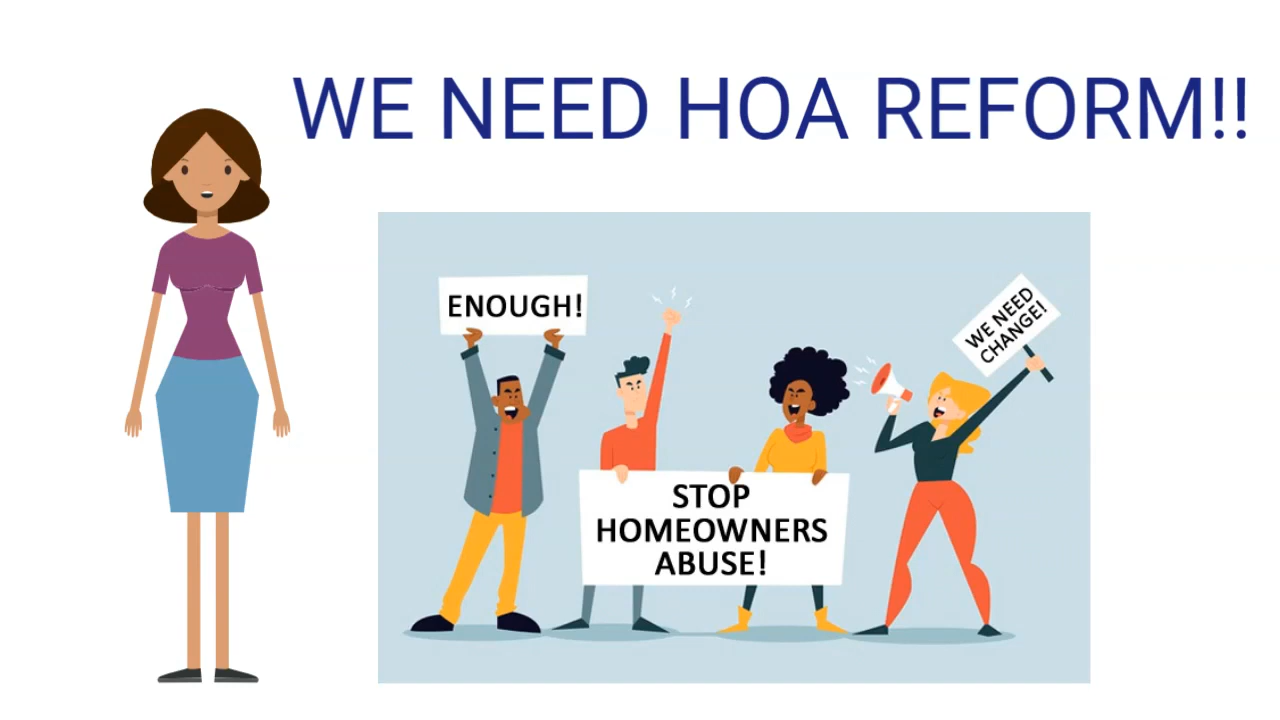 WE NEED HOA REFORM!!
ENOUGH!
WE NEED
CHANGE!
STOP
HOMEOWNERS
ABUSE!